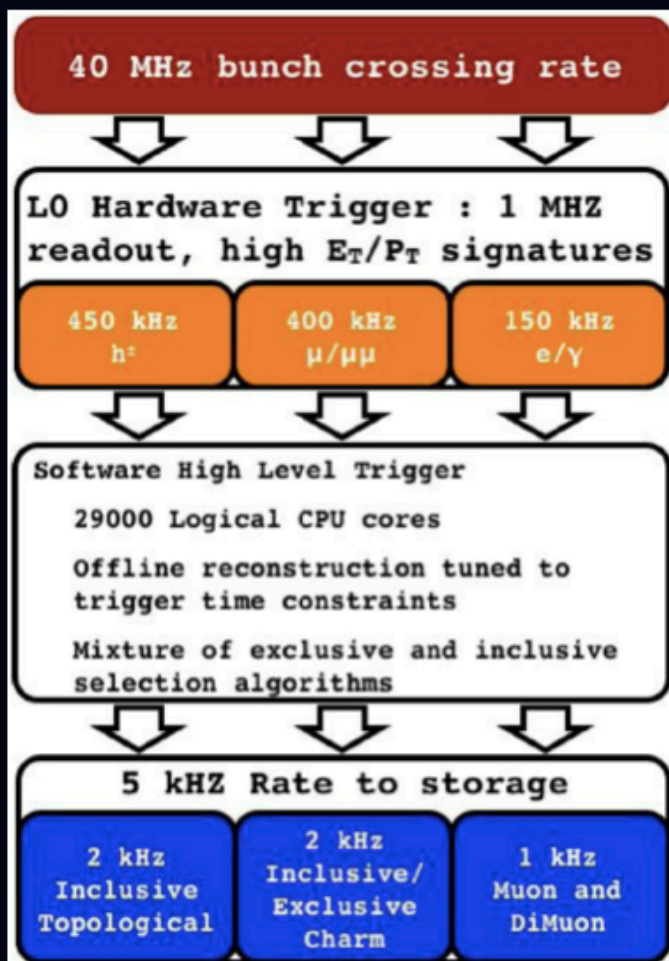 40 MHz bunch crossing rate
L0 Hardware Trigger : 1 MHZ
readout, high ET/PT signatures
450 kHz
h±
400 kHz
μ/μμ
150 kHz
e/γ
Software High Level Trigger
29000 Logical CPU cores
Offline reconstruction tuned to
trigger time constraints
Mixture of exclusive and inclusive
selection algorithms
5 kHZ Rate to storage
2 kHz
Inclusive
Topological
2 kHz
Inclusive/
Exclusive
Charm
1 kHz
Muon and
DiMuon